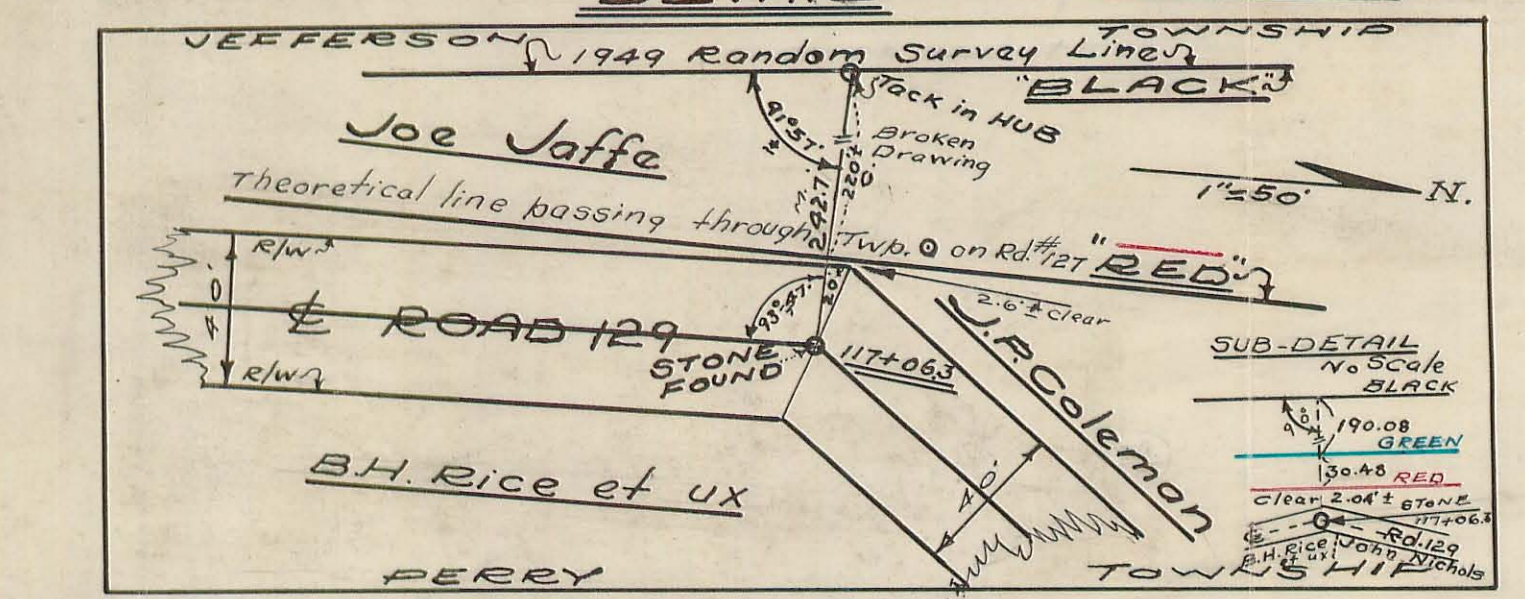 JEFFERSON TOWNSHIP
1949 Random Survey Line
"BLACK"
Tack in HUB
Joe Jaffe
91°57'
±
Broken
Drawing
220'±
242.7'
1"=50'
N.
Theoretical line passing through Twp. on Rd. #127 "RED"
R/W
40'
93°47'
20'
2.6'± clear
℄ ROAD 129
STONE
FOUND
117+06.3
J.P. Coleman
R/W
B.H. Rice et ux
40'
SUB-DETAIL
No Scale
BLACK
90°
190.08
GREEN
30.48
RED
Clear 2.04'± STONE
117+06.3
℄
Rd. 129
B.H. Rice
et ux
John Nichols
PERRY TOWNSHIP